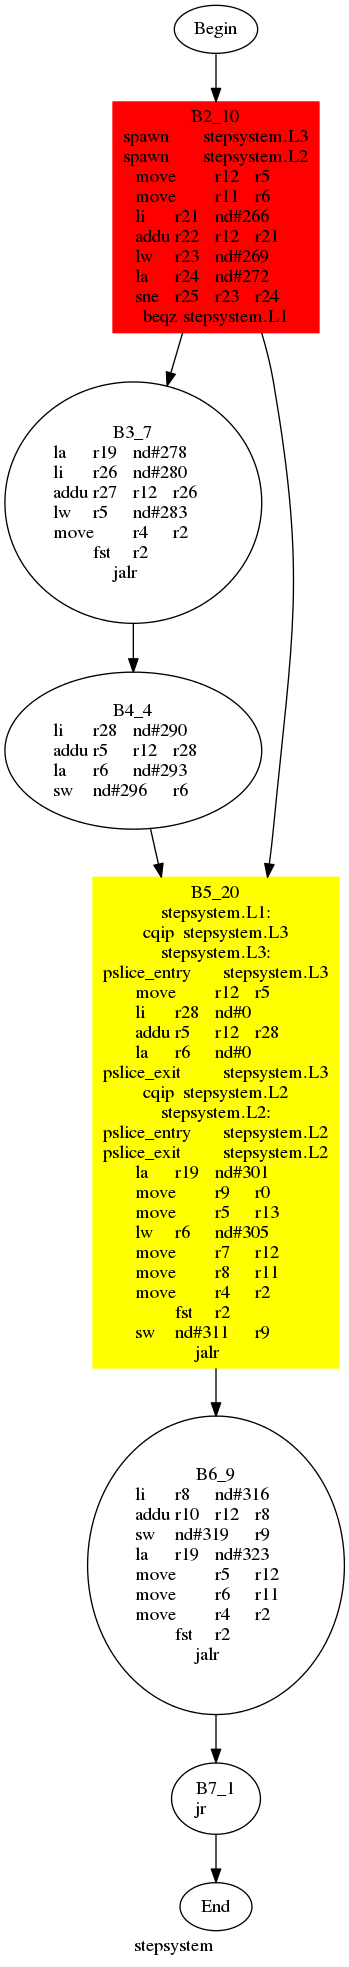 Begin
B2_10
spawn stepsystem.L3
spawn stepsystem.L2
move r12 r5
move r11 r6
li r21 nd#266
addu r22 r12 r21
lw r23 nd#269
la r24 nd#272
sne r25 r23 r24
beqz stepsystem.L1
B3_7
la r19 nd#278
li r26 nd#280
addu r27 r12 r26
lw r5 nd#283
move r4 r2
fst r2
jalr
B4_4
li r28 nd#290
addu r5 r12 r28
la r6 nd#293
sw nd#296 r6
B5_20
stepsystem.L1:
cqip stepsystem.L3
stepsystem.L3:
pslice_entry stepsystem.L3
move r12 r5
li r28 nd#0
addu r5 r12 r28
la r6 nd#0
pslice_exit stepsystem.L3
cqip stepsystem.L2
stepsystem.L2:
pslice_entry stepsystem.L2
pslice_exit stepsystem.L2
la r19 nd#301
move r9 r0
move r5 r13
lw r6 nd#305
move r7 r12
move r8 r11
move r4 r2
fst r2
sw nd#311 r9
jalr
B6_9
li r8 nd#316
addu r10 r12 r8
sw nd#319 r9
la r19 nd#323
move r5 r12
move r6 r11
move r4 r2
fst r2
jalr
B7_1
jr
End
stepsystem